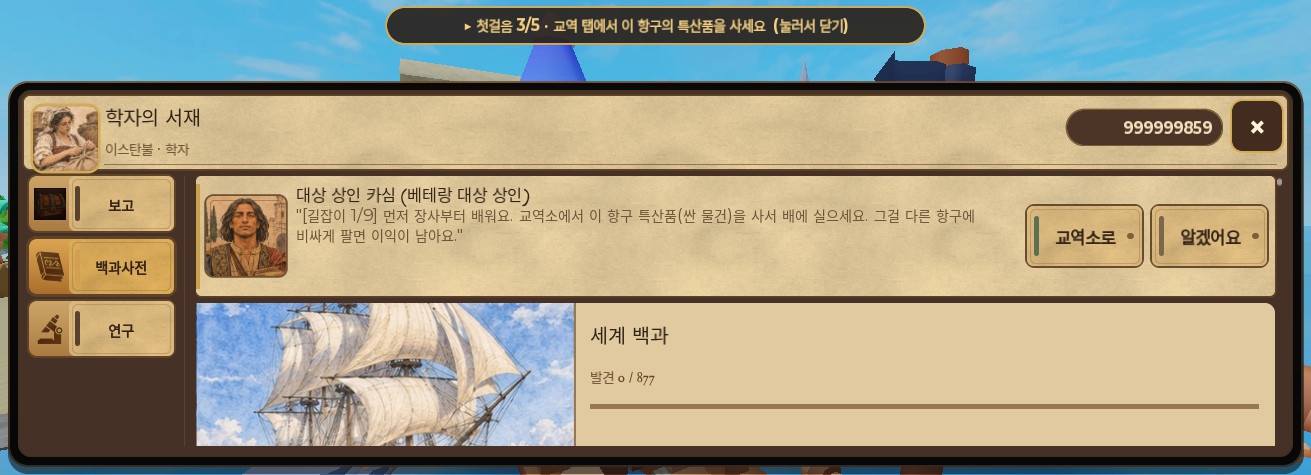 ▸ 첫걸음 3/5 · 교역 탭에서 이 항구의 특산품을 사세요 (눌러서 닫기)
학자의 서재
999999859
×
이스탄불 · 학자
보고
백과사전
연구
대상 상인 카심 (베테랑 대상 상인)
"[길잡이 1/9] 먼저 장사부터 배워요. 교역소에서 이 항구 특산품(싼 물건)을 사서 배에 실으세요. 그걸 다른 항구에
비싸게 팔면 이익이 남아요."
교역소로
알겠어요
세계 백과
발견 0 / 877